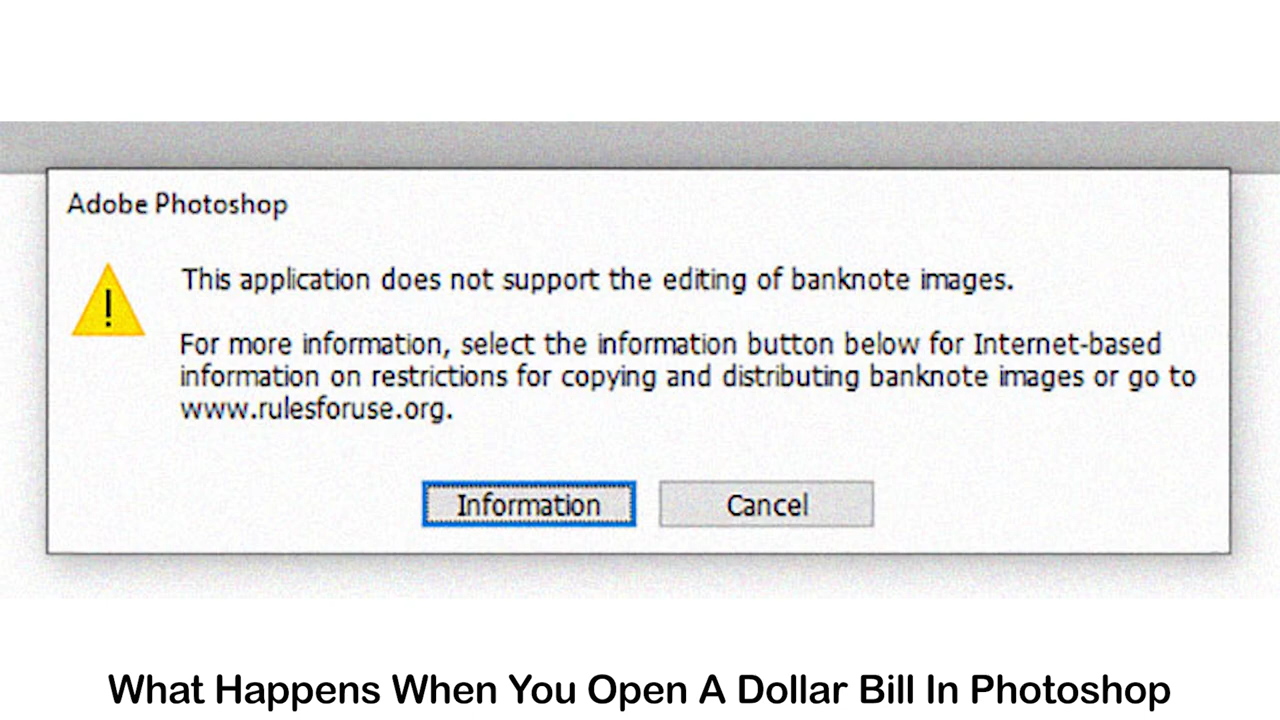 Adobe Photoshop
This application does not support the editing of banknote images.
For more information, select the information button below for Internet-based
information on restrictions for copying and distributing banknote images or go to
www.rulesforuse.org.
Information
Cancel
What Happens When You Open A Dollar Bill In Photoshop